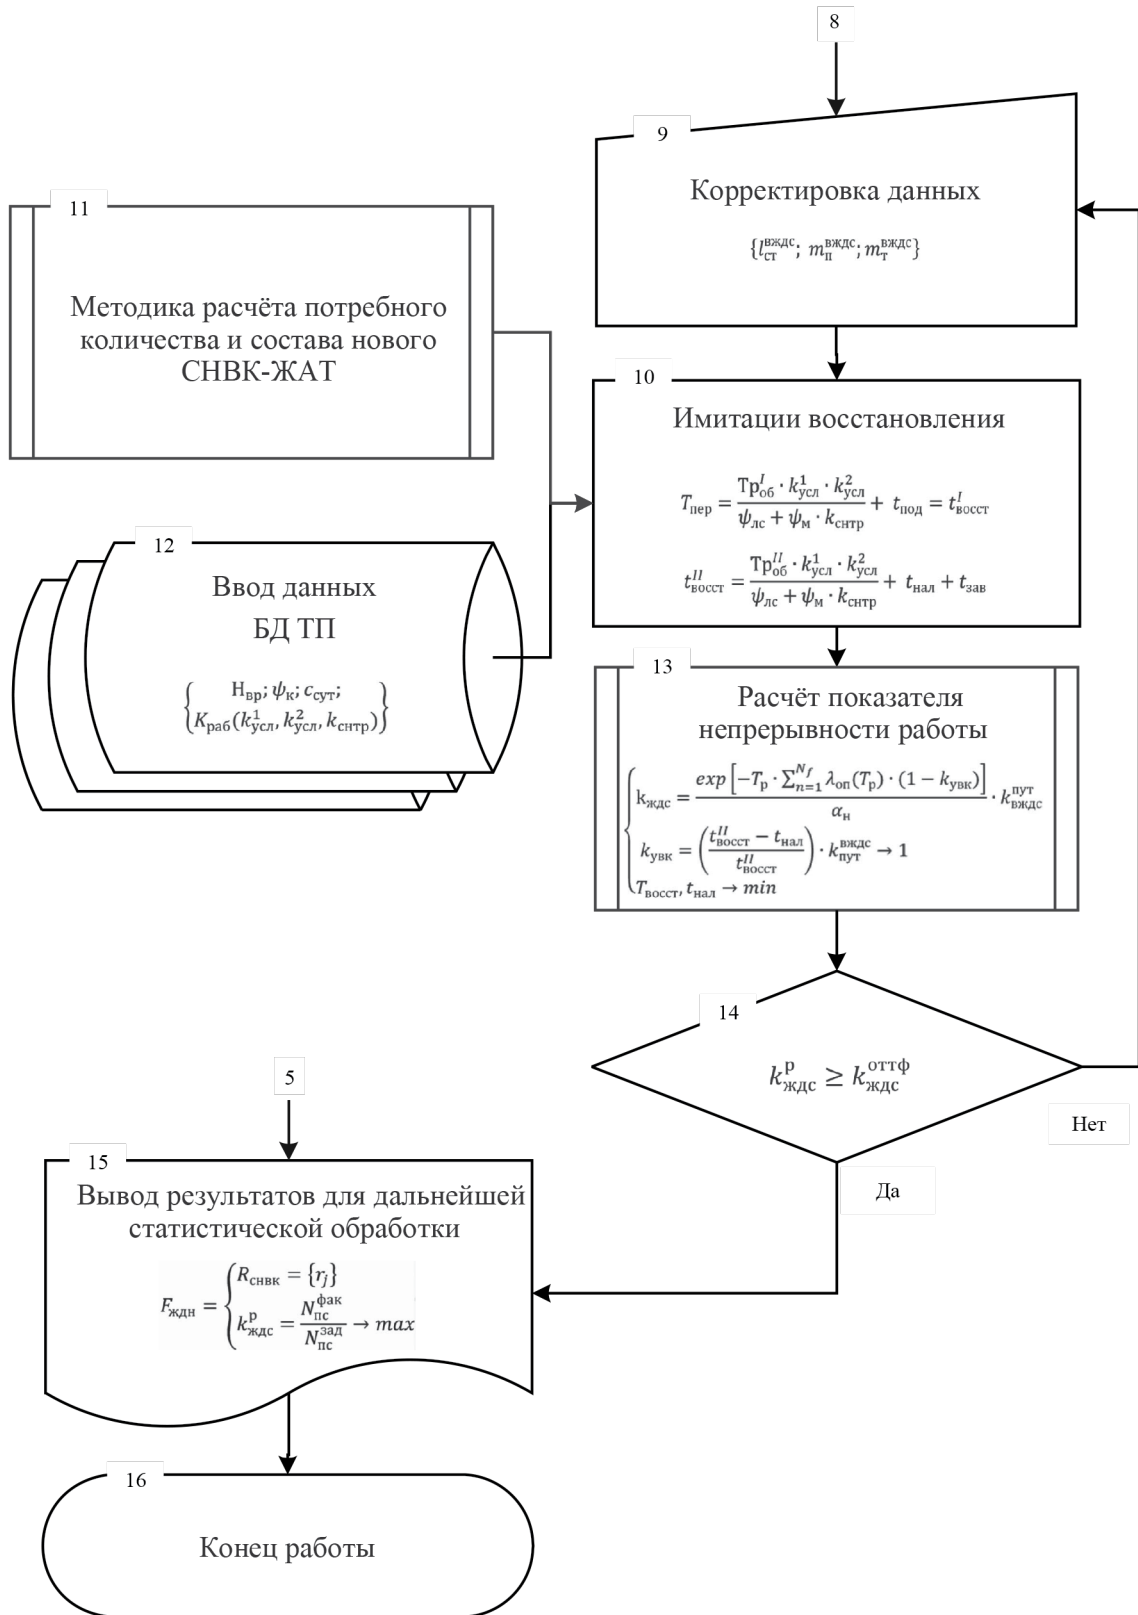 8
9
Корректировка данных
{l_ст^вждс; m_п^вждс; m_т^вждс}
11
Методика расчёта потребного
количества и состава нового
СНВК-ЖАТ
10
Имитации восстановления
T_пер = (Тр_об^I · k_усл^1 · k_усл^2) / (ψ_лс + ψ_м · k_снтр) + t_под = t_восст^I
t_восст^II = (Тр_об^II · k_усл^1 · k_усл^2) / (ψ_лс + ψ_м · k_снтр) + t_нал + t_зав
12
Ввод данных
БД ТП
{Н_вр; ψ_к; c_сут;
K_раб(k_усл^1, k_усл^2, k_снтр)}
13
Расчёт показателя
непрерывности работы
k_ждс = exp[−T_р · ∑_{n=1}^{N_f} λ_оп(T_р) · (1 − k_увк)] / α_н · k_вждс^пут
k_увк = ((t_восст^II − t_нал) / t_восст^II) · k_пут^вждс → 1
T_восст, t_нал → min
14
k_ждс^р ≥ k_ждс^оттф
Нет
Да
5
15
Вывод результатов для дальнейшей
статистической обработки
F_ждн = { R_снвк = {r_j}
k_ждс^р = N_пс^фак / N_пс^зад → max
16
Конец работы